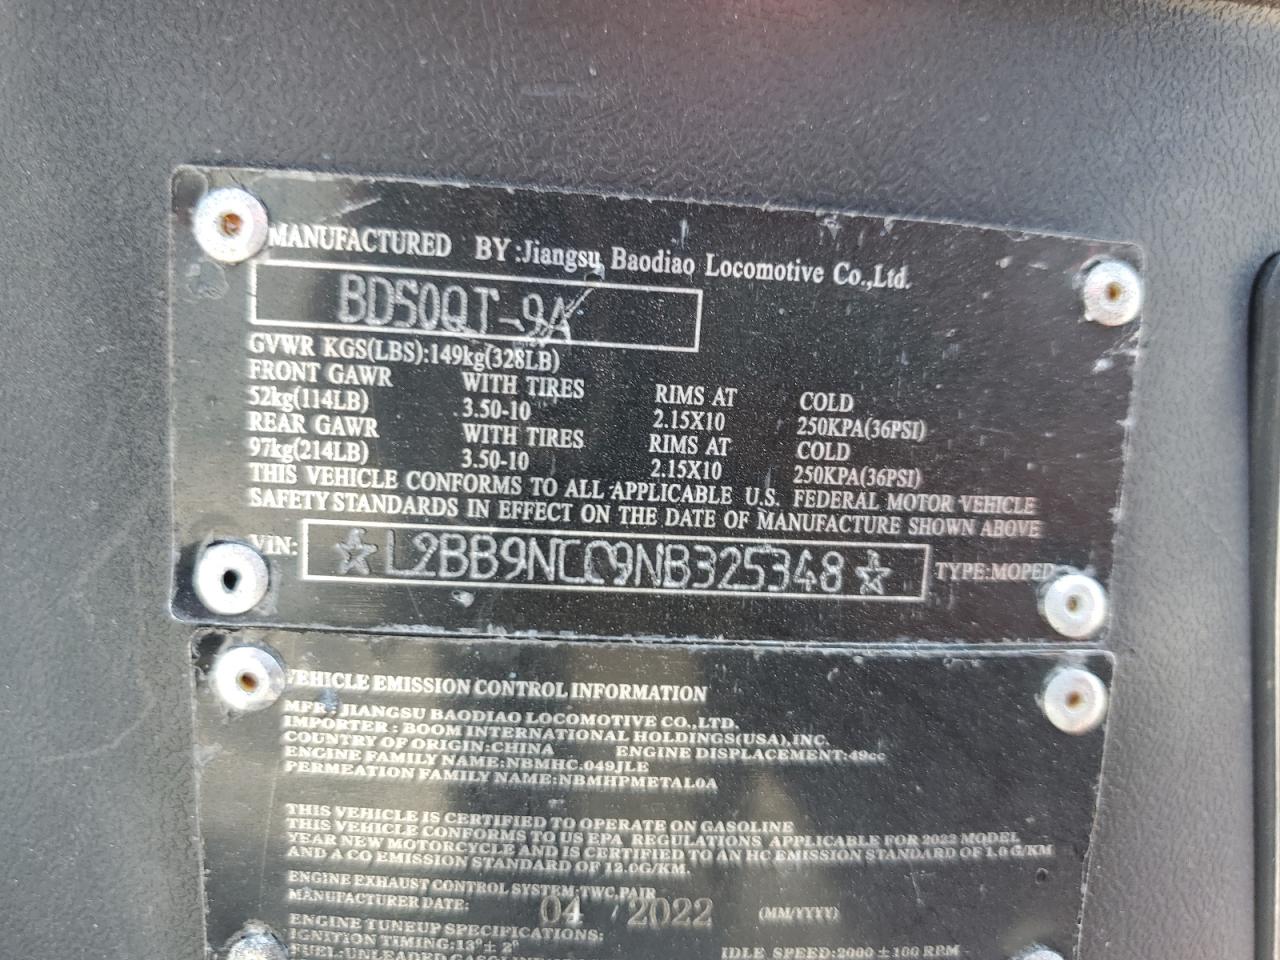 MANUFACTURED BY:Jiangsu Baodiao Locomotive Co.,Ltd.
BD50QT-9A
GVWR KGS(LBS):149kg(328LB)
FRONT GAWR WITH TIRES RIMS AT COLD
52kg(114LB) 3.50-10 2.15X10 250KPA(36PSI)
REAR GAWR WITH TIRES RIMS AT COLD
97kg(214LB) 3.50-10 2.15X10 250KPA(36PSI)
THIS VEHICLE CONFORMS TO ALL APPLICABLE U.S. FEDERAL MOTOR VEHICLE
SAFETY STANDARDS IN EFFECT ON THE DATE OF MANUFACTURE SHOWN ABOVE
VIN: ☆L2BB9NCC9NB325348☆ TYPE:MOPED
VEHICLE EMISSION CONTROL INFORMATION
MFR: JIANGSU BAODIAO LOCOMOTIVE CO.,LTD.
IMPORTER: BOOM INTERNATIONAL HOLDINGS(USA),INC.
COUNTRY OF ORIGIN:CHINA ENGINE DISPLACEMENT:49cc
ENGINE FAMILY NAME:NBMHC.049JLE
PERMEATION FAMILY NAME:NBMHPMETAL0A
THIS VEHICLE IS CERTIFIED TO OPERATE ON GASOLINE
THIS VEHICLE CONFORMS TO US EPA REGULATIONS APPLICABLE FOR 2022 MODEL
YEAR NEW MOTORCYCLE AND IS CERTIFIED TO AN HC EMISSION STANDARD OF 1.0G/KM
AND A CO EMISSION STANDARD OF 12.0G/KM.
ENGINE EXHAUST CONTROL SYSTEM:TWC,PAIR
MANUFACTURER DATE: 04 / 2022 (MM/YYYY)
ENGINE TUNEUP SPECIFICATIONS:
IGNITION TIMING:13°± 2°
FUEL:UNLEADED GASOLINE IDLE SPEED:2000±100 RPM